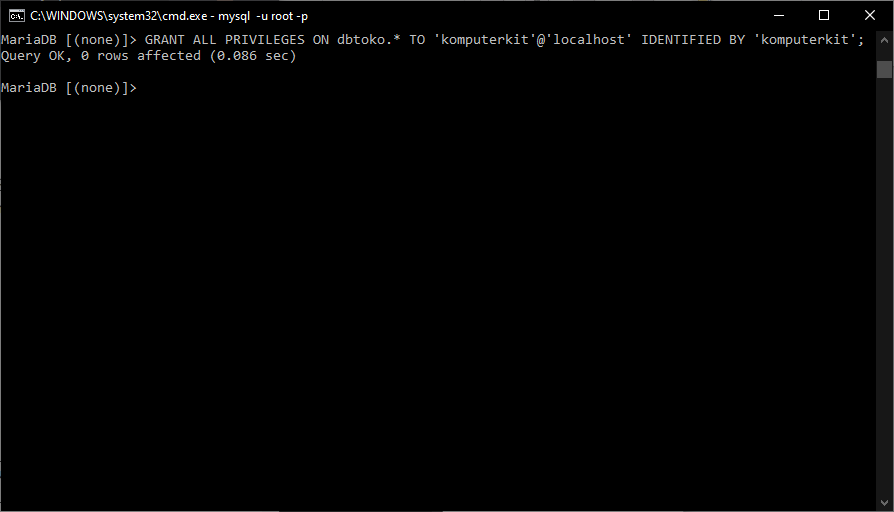 C:\WINDOWS\system32\cmd.exe - mysql  -u root -p
MariaDB [(none)]> GRANT ALL PRIVILEGES ON dbtoko.* TO 'komputerkit'@'localhost' IDENTIFIED BY 'komputerkit';
Query OK, 0 rows affected (0.086 sec)
MariaDB [(none)]>